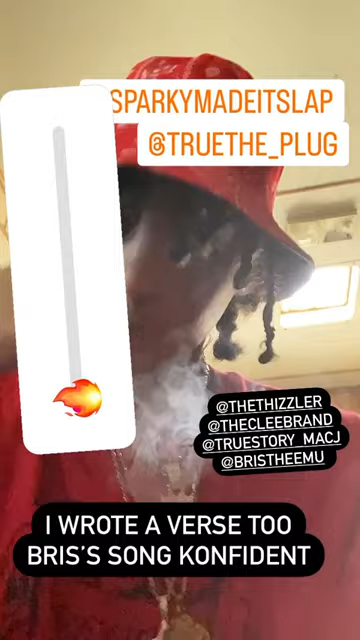 SPARKYMADEITSLAP
@TRUETHE_PLUG
@THETHIZZLER
@THECLEEBRAND
@TRUESTORY_MACJ
@BRISTHEEMU
I WROTE A VERSE TOO
BRIS'S SONG KONFIDENT